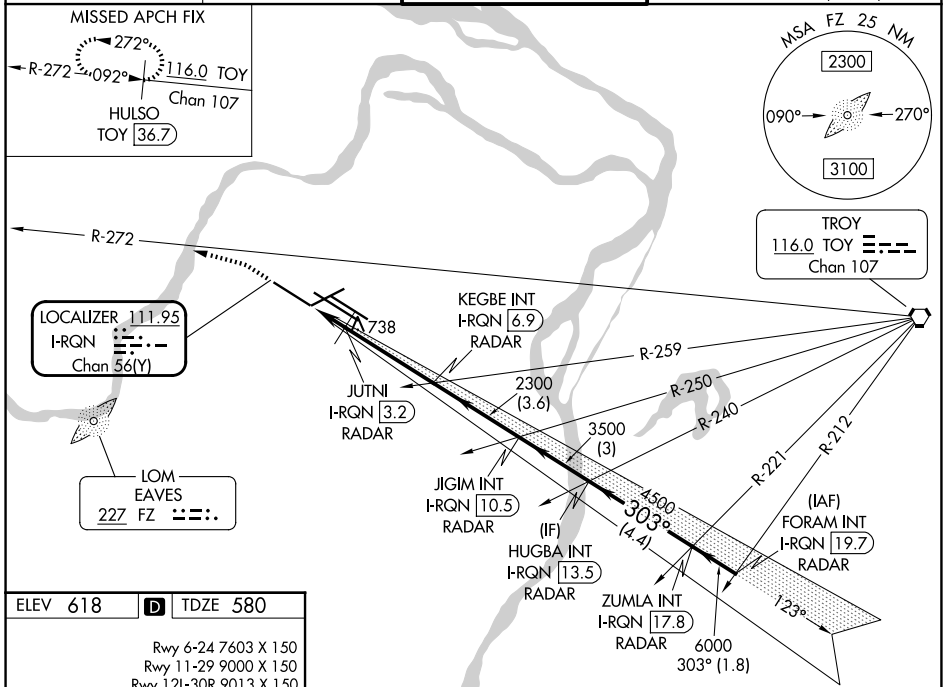 MISSED APCH FIX
272°
R-272
092°
116.0 TOY
Chan 107
HULSO
TOY 36.7
MSA FZ 25 NM
2300
090°
270°
3100
TROY
116.0 TOY
Chan 107
R-272
LOCALIZER 111.95
I-RQN
Chan 56(Y)
738
KEGBE INT
I-RQN 6.9
RADAR
R-259
R-250
R-240
R-221
R-212
JUTNI
I-RQN 3.2
RADAR
2300
(3.6)
3500
(3)
4500
303°
(4.4)
JIGIM INT
I-RQN 10.5
RADAR
(IF)
HUGBA INT
I-RQN 13.5
RADAR
(IAF)
FORAM INT
I-RQN 19.7
RADAR
ZUMLA INT
I-RQN 17.8
RADAR
6000
303° (1.8)
123°
LOM
EAVES
227 FZ
ELEV 618
D
TDZE 580
Rwy 6-24 7603 X 150
Rwy 11-29 9000 X 150
Rwy 12L-30R 9013 X 150